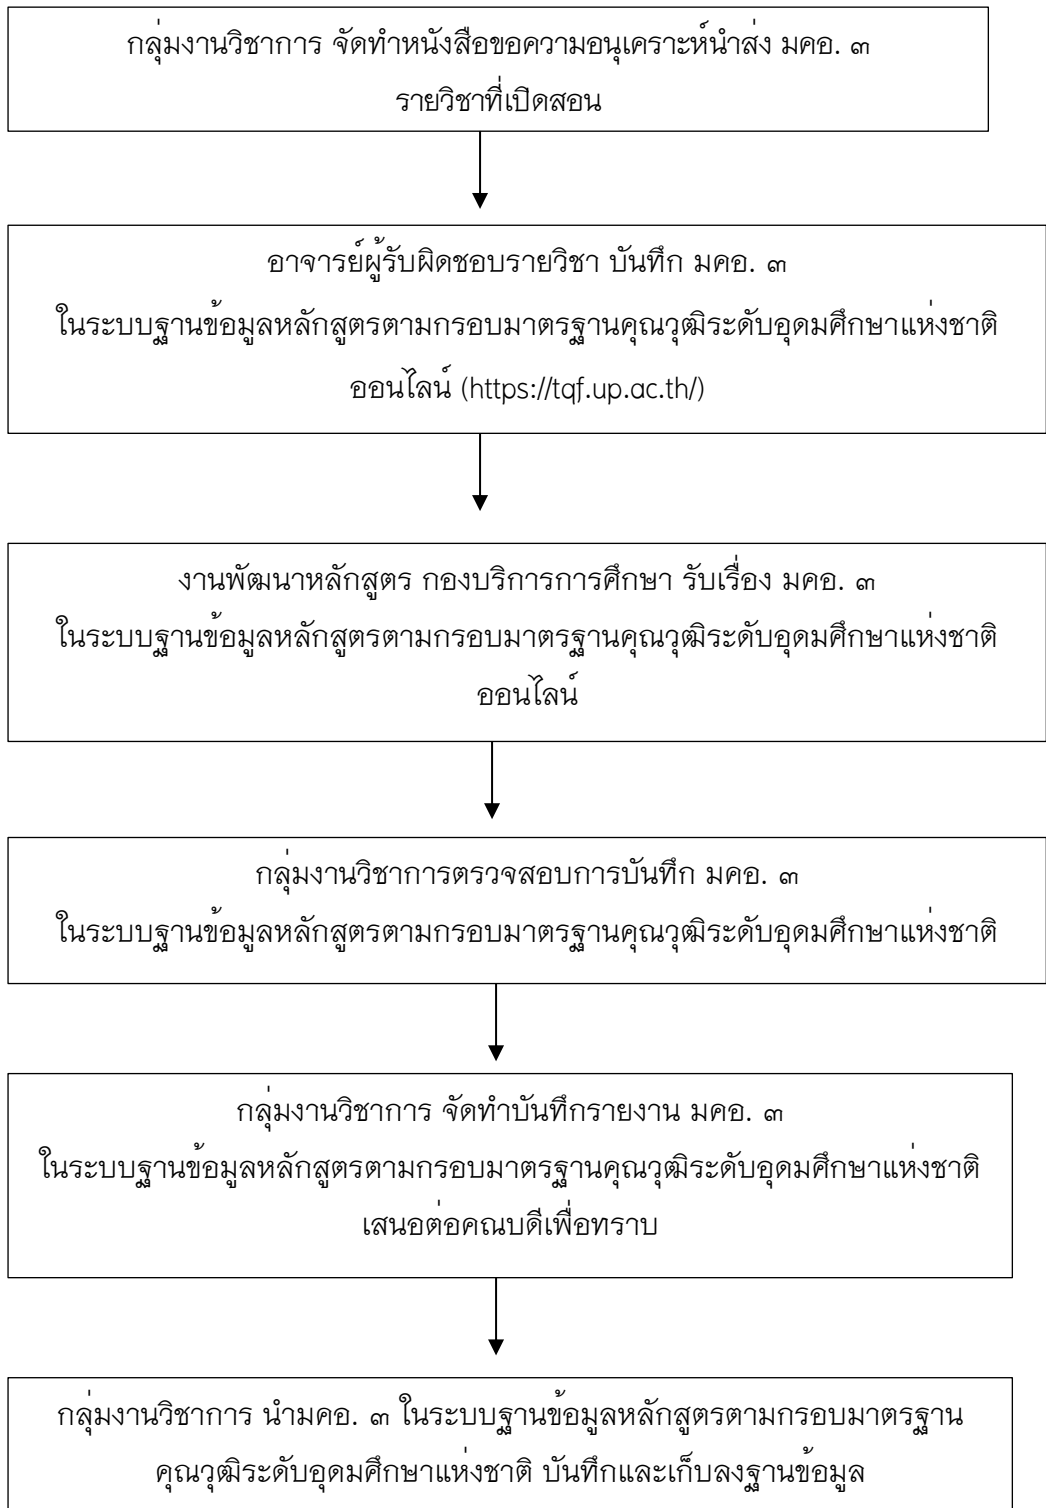 กลุ่มงานวิชาการ จัดทำหนังสือขอความอนุเคราะห์นำส่ง มคอ. ๓
รายวิชาที่เปิดสอน
อาจารย์ผู้รับผิดชอบรายวิชา บันทึก มคอ. ๓
ในระบบฐานข้อมูลหลักสูตรตามกรอบมาตรฐานคุณวุฒิระดับอุดมศึกษาแห่งชาติ
ออนไลน์ (https://tqf.up.ac.th/)
งานพัฒนาหลักสูตร กองบริการการศึกษา รับเรื่อง มคอ. ๓
ในระบบฐานข้อมูลหลักสูตรตามกรอบมาตรฐานคุณวุฒิระดับอุดมศึกษาแห่งชาติ
ออนไลน์
กลุ่มงานวิชาการตรวจสอบการบันทึก มคอ. ๓
ในระบบฐานข้อมูลหลักสูตรตามกรอบมาตรฐานคุณวุฒิระดับอุดมศึกษาแห่งชาติ
กลุ่มงานวิชาการ จัดทำบันทึกรายงาน มคอ. ๓
ในระบบฐานข้อมูลหลักสูตรตามกรอบมาตรฐานคุณวุฒิระดับอุดมศึกษาแห่งชาติ
เสนอต่อคณบดีเพื่อทราบ
กลุ่มงานวิชาการ นำมคอ. ๓ ในระบบฐานข้อมูลหลักสูตรตามกรอบมาตรฐาน
คุณวุฒิระดับอุดมศึกษาแห่งชาติ บันทึกและเก็บลงฐานข้อมูล